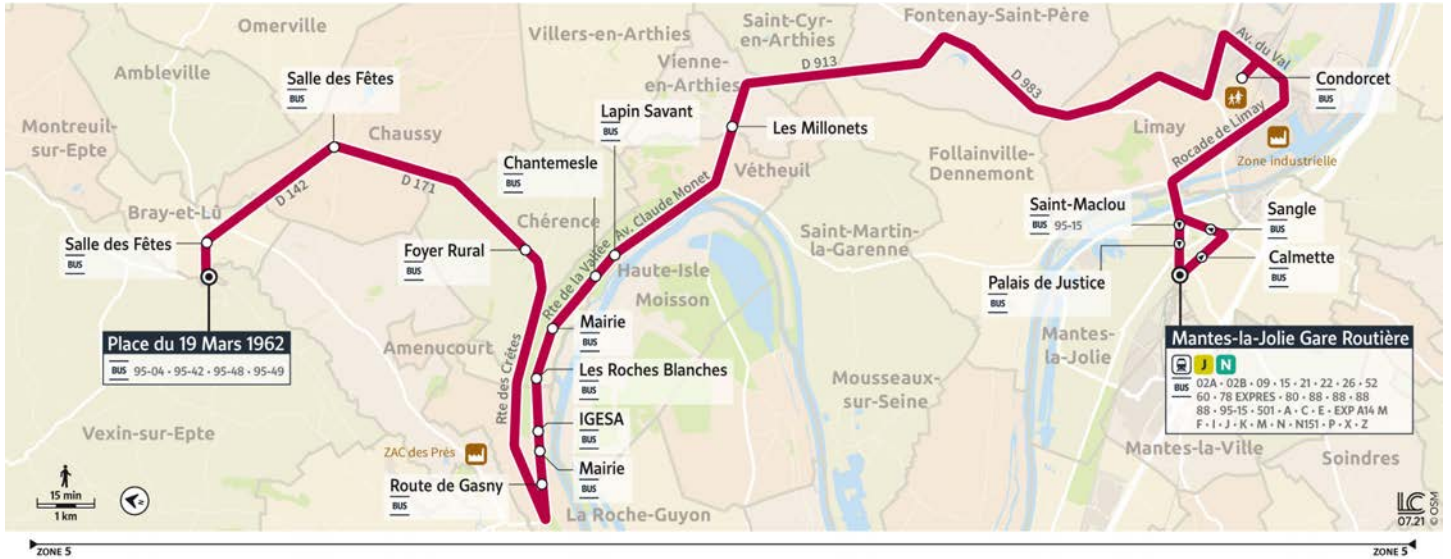 Omerville
Villers-en-Arthies
Saint-Cyr-
en-Arthies
Fontenay-Saint-Père
Av. du Val
Ambleville
Salle des Fêtes
BUS
Vienne-
en-Arthies
D 913
D 983
Condorcet
BUS
Montreuil-
sur-Epte
Chaussy
Lapin Savant
BUS
Les Millonets
Limay
Rocade de Limay
Zone industrielle
D 142
D 171
Chantemesle
BUS
Vétheuil
Follainville-
Dennemont
Bray-et-Lû
Chérence
Av. Claude Monet
Saint-Maclou
BUS 95-15
Sangle
BUS
Salle des Fêtes
BUS
Foyer Rural
BUS
Rte de la Vallée
Haute-Isle
Saint-Martin-
la-Garenne
Calmette
BUS
Palais de Justice
BUS
Moisson
Place du 19 Mars 1962
BUS 95-04 • 95-42 • 95-48 • 95-49
Amenucourt
Rte des Crêtes
Mairie
BUS
Mantes-
la-Jolie
Mantes-la-Jolie Gare Routière
J N
BUS 02A • 02B • 09 • 15 • 21 • 22 • 26 • 52
60 • 78 EXPRES • 80 • 88 • 88 • 88
88 • 95-15 • 501 • A • C • E • EXP A14 M
F • I • J • K • M • N • N151 • P • X • Z
Les Roches Blanches
BUS
Mousseaux-
sur-Seine
IGESA
BUS
Vexin-sur-Epte
ZAC des Prés
Mairie
BUS
Mantes-la-Ville
Soindres
Route de Gasny
BUS
La Roche-Guyon
15 min
1 km
N
LC
07.21
© OSM
ZONE 5
ZONE 5